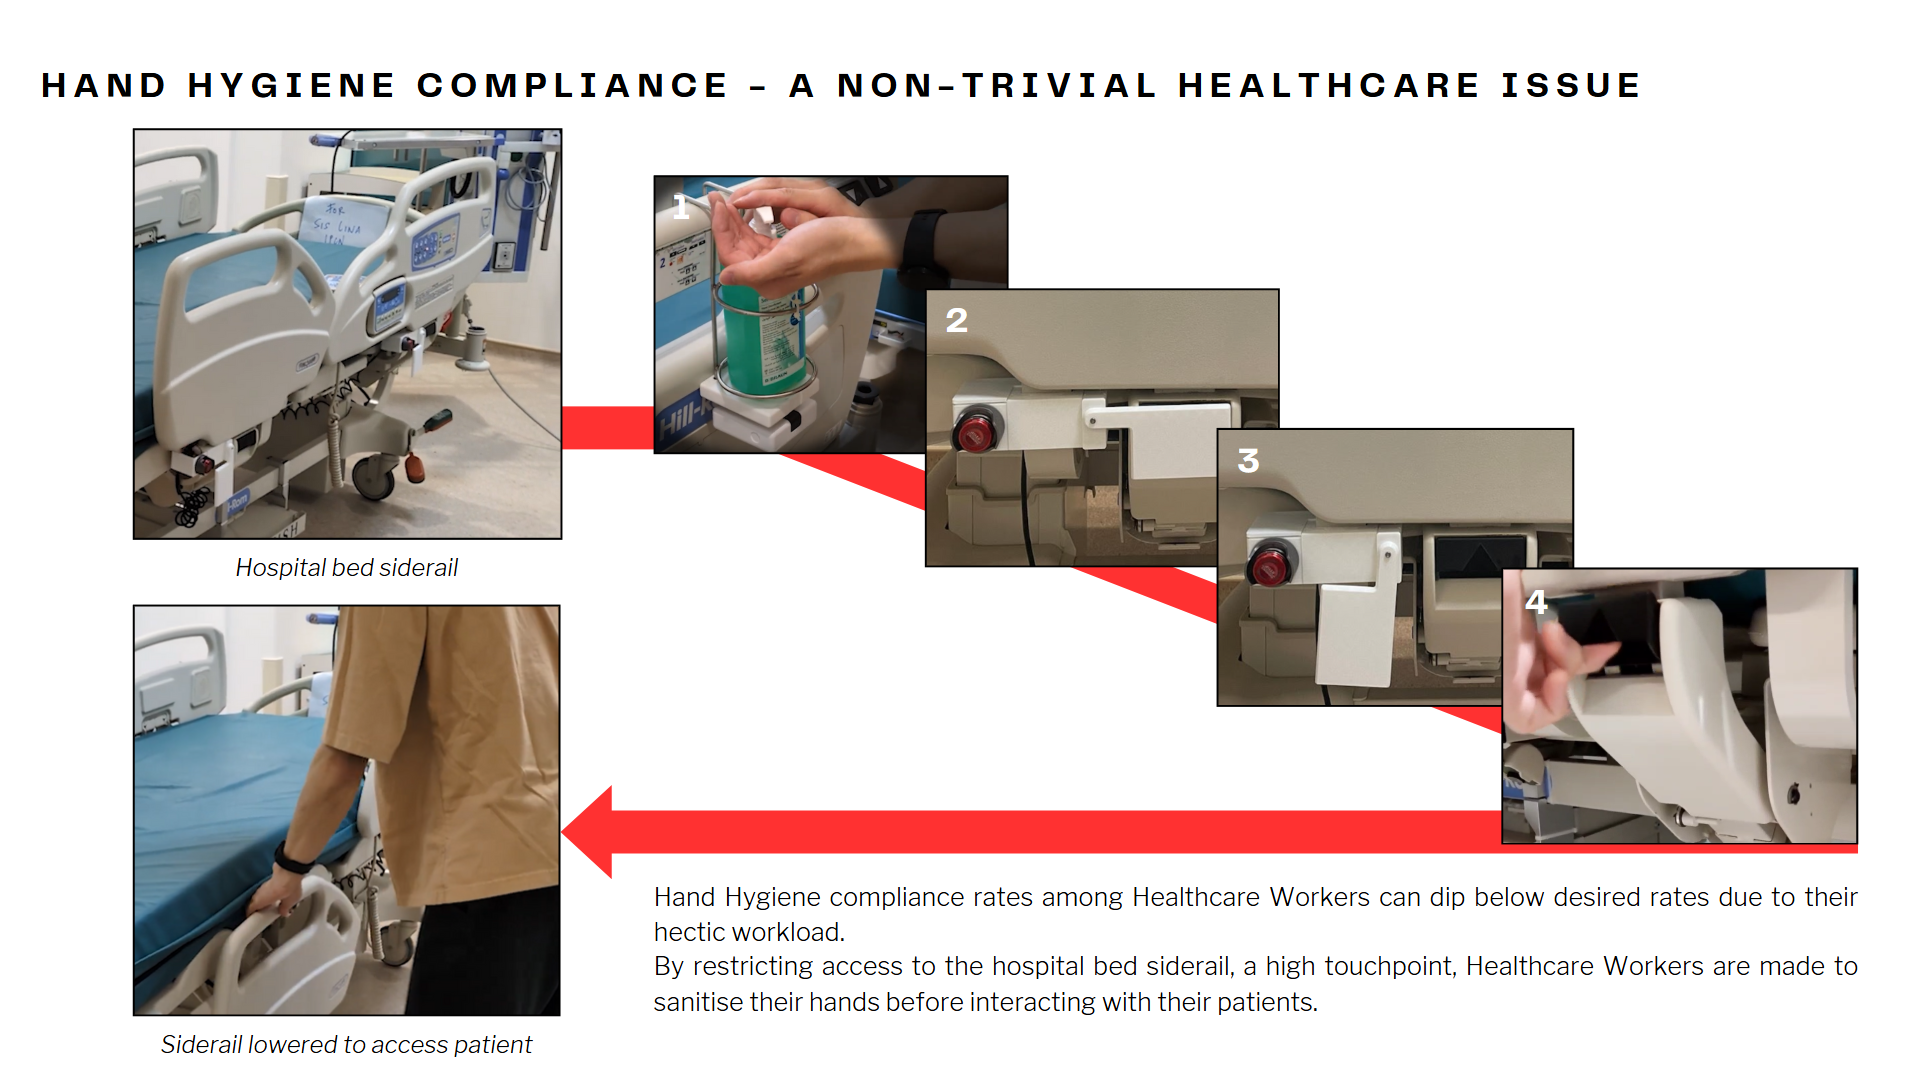 HAND HYGIENE COMPLIANCE - A NON-TRIVIAL HEALTHCARE ISSUE
FOR
SIS LINA
1
2
Hill-R
2
3
4
Hospital bed siderail
Hand Hygiene compliance rates among Healthcare Workers can dip below desired rates due to their
hectic workload.
By restricting access to the hospital bed siderail, a high touchpoint, Healthcare Workers are made to
sanitise their hands before interacting with their patients.
Siderail lowered to access patient